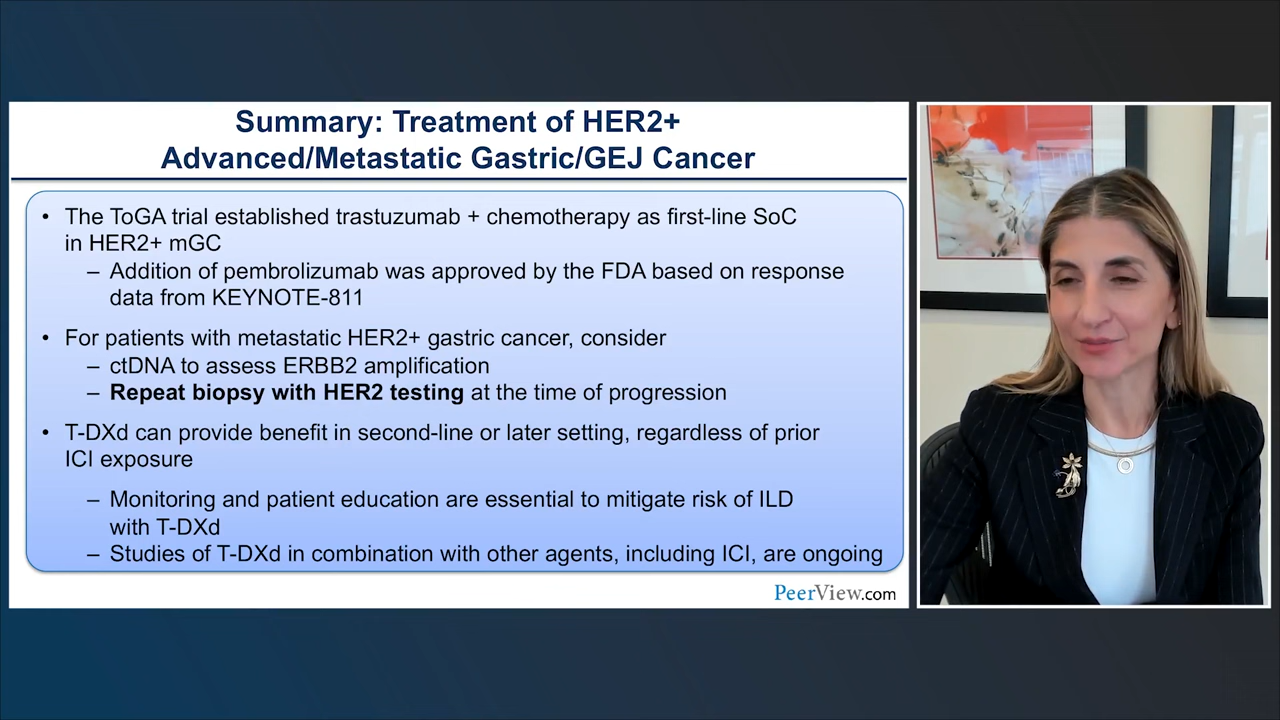 Summary: Treatment of HER2+
Advanced/Metastatic Gastric/GEJ Cancer
• The ToGA trial established trastuzumab + chemotherapy as first-line SoC
in HER2+ mGC
– Addition of pembrolizumab was approved by the FDA based on response
data from KEYNOTE-811
• For patients with metastatic HER2+ gastric cancer, consider
– ctDNA to assess ERBB2 amplification
– Repeat biopsy with HER2 testing at the time of progression
• T-DXd can provide benefit in second-line or later setting, regardless of prior
ICI exposure
– Monitoring and patient education are essential to mitigate risk of ILD
with T-DXd
– Studies of T-DXd in combination with other agents, including ICI, are ongoing
PeerView.com